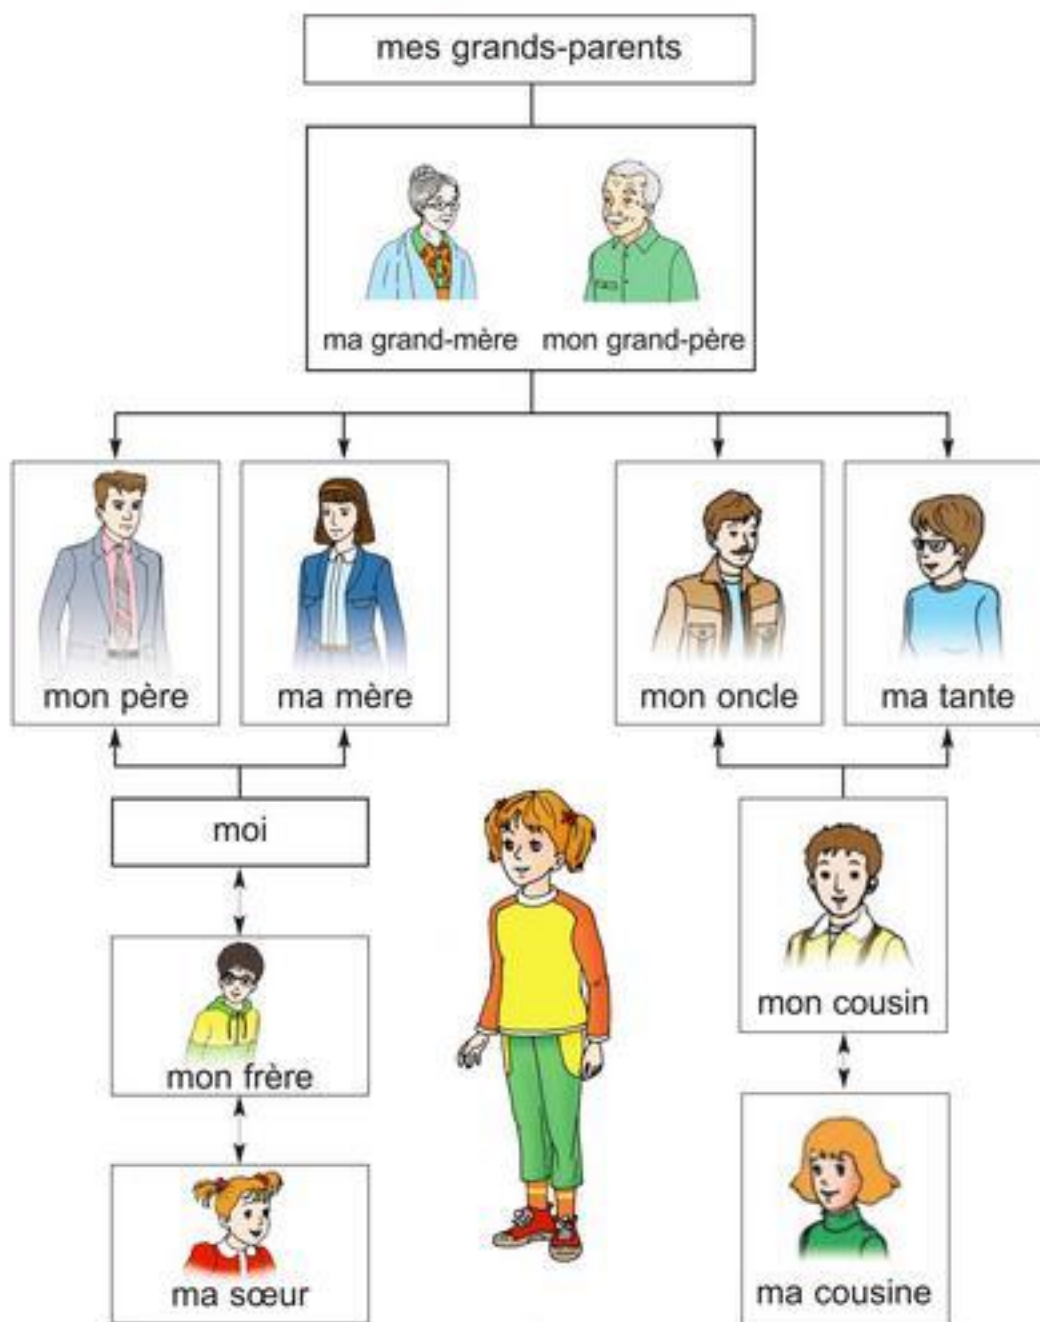 mes grands-parents
ma grand-mère mon grand-père
mon père ma mère mon oncle ma tante
moi
mon cousin
mon frère
ma sœur ma cousine